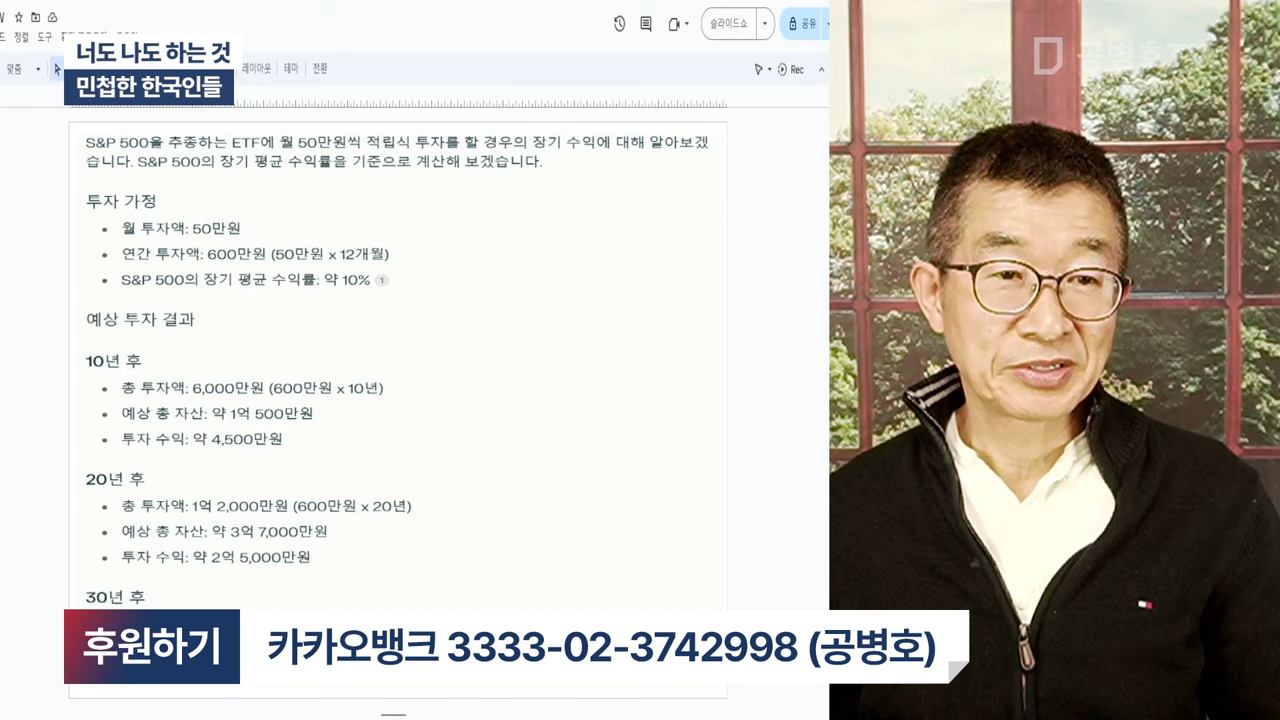 정렬 도구
슬라이드쇼
공유
너도 나도 하는 것
민첩한 한국인들
맞춤
레이아웃
테마
전환
Rec
공병호
S&P 500을 추종하는 ETF에 월 50만원씩 적립식 투자를 할 경우의 장기 수익에 대해 알아보겠
습니다. S&P 500의 장기 평균 수익률을 기준으로 계산해 보겠습니다.
투자 가정
• 월 투자액: 50만원
• 연간 투자액: 600만원 (50만원 x 12개월)
• S&P 500의 장기 평균 수익률: 약 10% 1
예상 투자 결과
10년 후
• 총 투자액: 6,000만원 (600만원 x 10년)
• 예상 총 자산: 약 1억 500만원
• 투자 수익: 약 4,500만원
20년 후
• 총 투자액: 1억 2,000만원 (600만원 x 20년)
• 예상 총 자산: 약 3억 7,000만원
• 투자 수익: 약 2억 5,000만원
30년 후
후원하기
카카오뱅크 3333-02-3742998 (공병호)